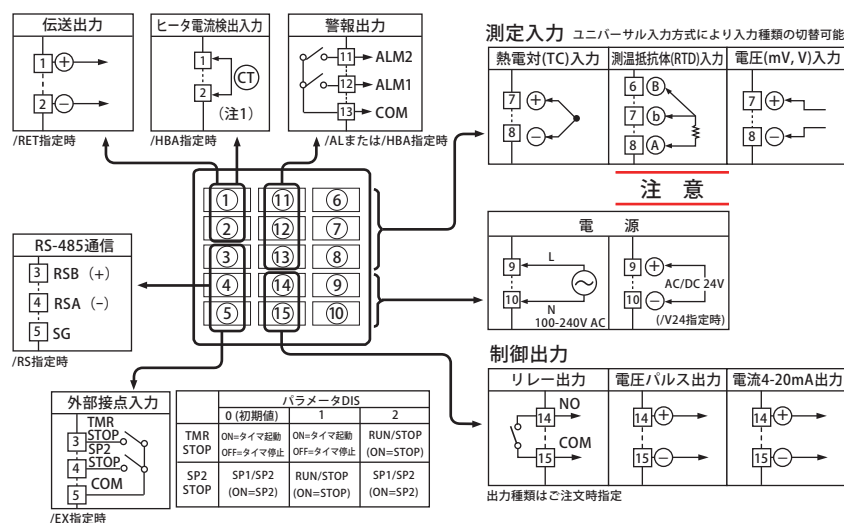 伝送出力
1 +
2 −
/RET指定時
ヒータ電流検出入力
1
2
CT
(注1)
/HBA指定時
警報出力
11 ALM2
12 ALM1
13 COM
/ALまたは/HBA指定時
測定入力 ユニバーサル入力方式により入力種類の切替可能
熱電対(TC)入力 測温抵抗体(RTD)入力 電圧(mV, V)入力
7 +
8 −
6 B
7 b
8 A
7 +
8 −
注 意
① ⑪ ⑥
② ⑫ ⑦
③ ⑬ ⑧
④ ⑭ ⑨
⑤ ⑮ ⑩
RS-485通信
3 RSB (+)
4 RSA (−)
5 SG
/RS指定時
電 源
9 L
10 N
100-240V AC
9 +
AC/DC 24V
10 −
(/V24指定時)
制御出力
リレー出力 電圧パルス出力 電流4-20mA出力
14 NO
15 COM
14 +
15 −
14 +
15 −
出力種類はご注文時指定
外部接点入力
TMR
3 STOP
SP2
4 STOP
COM
5
/EX指定時
パラメータDIS
0 (初期値) 1 2
TMR STOP ON=タイマ起動 ON=タイマ起動 RUN/STOP
OFF=タイマ停止 OFF=タイマ停止 (ON=STOP)
SP2 STOP SP1/SP2 RUN/STOP SP1/SP2
(ON=SP2) (ON=STOP) (ON=SP2)